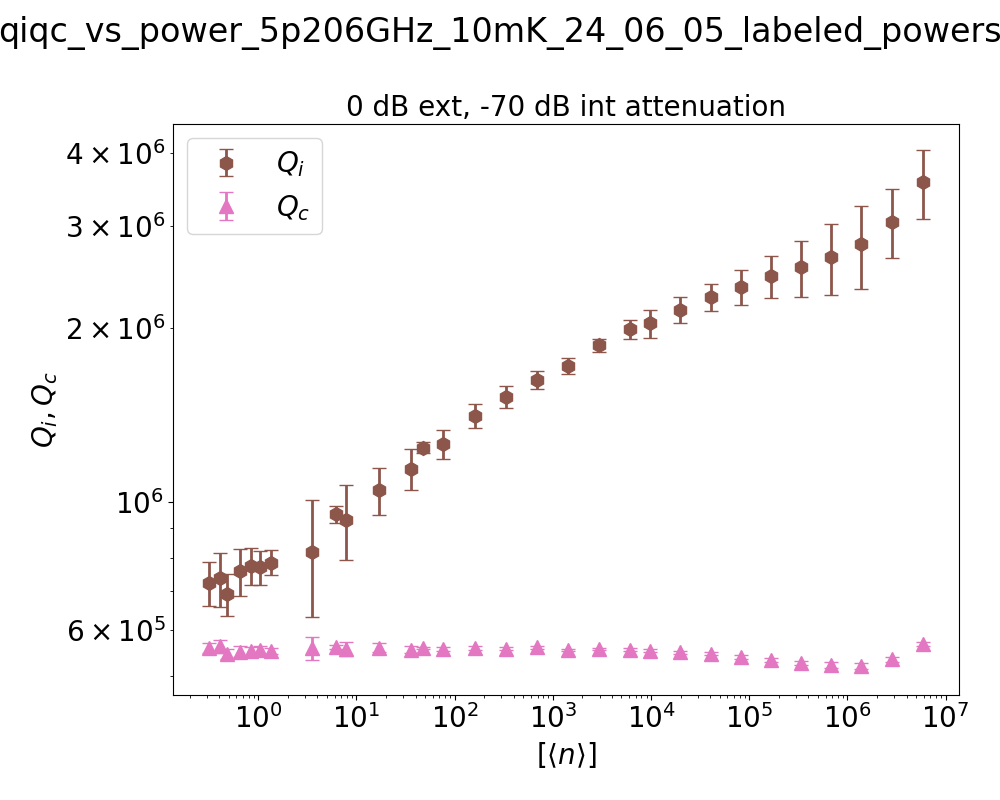 qiqc_vs_power_5p206GHz_10mK_24_06_05_labeled_powers
0 dB ext, -70 dB int attenuation
Q_i
Q_c
4 × 10^6
3 × 10^6
2 × 10^6
10^6
6 × 10^5
Q_i, Q_c
10^0 10^1 10^2 10^3 10^4 10^5 10^6 10^7
[⟨n⟩]